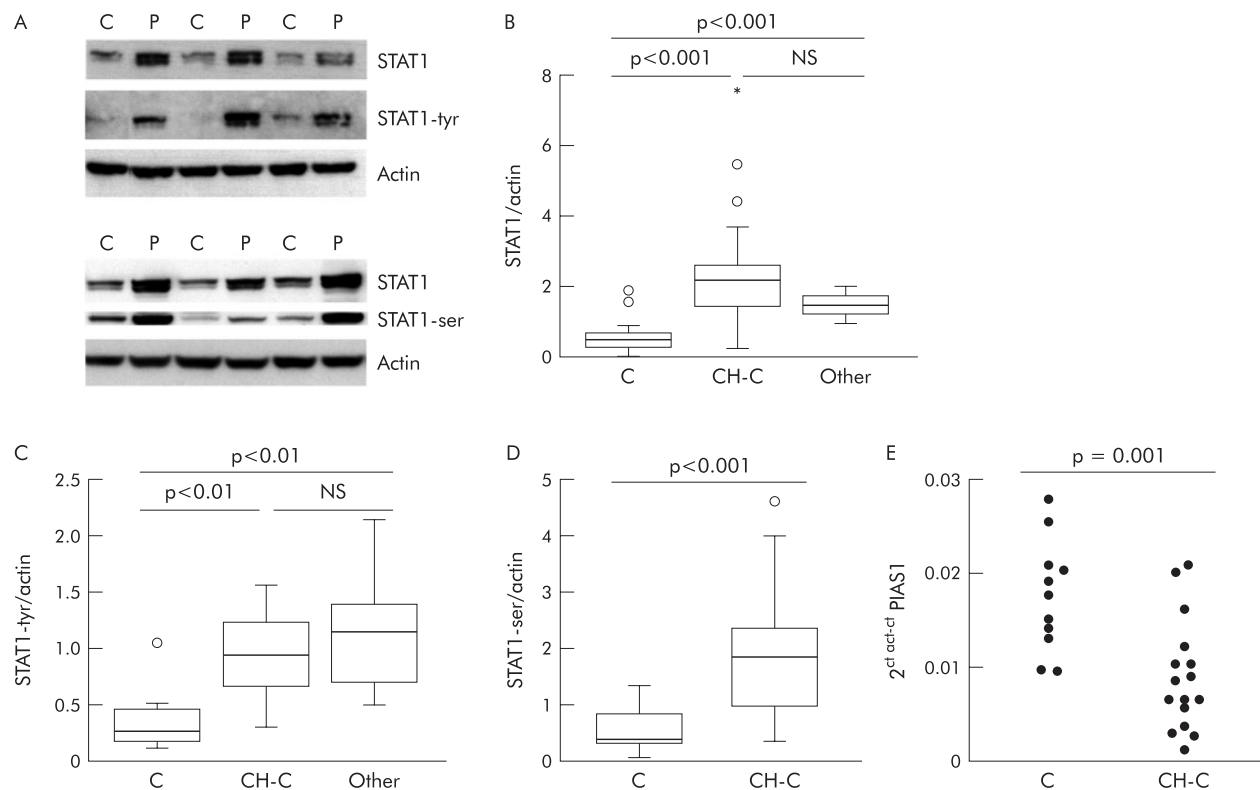 A
C P C P C P
STAT1
STAT1-tyr
Actin
C P C P C P
STAT1
STAT1-ser
Actin
B
p<0.001
p<0.001 NS
8
*
6
4
2
0
STAT1/actin
C CH-C Other
C
p<0.01
p<0.01 NS
2.5
2.0
1.5
1.0
0.5
0
STAT1-tyr/actin
C CH-C Other
D
p<0.001
5
4
3
2
1
0
STAT1-ser/actin
C CH-C
E
p = 0.001
0.03
0.02
0.01
0
2^ct act-ct PIAS1
C CH-C